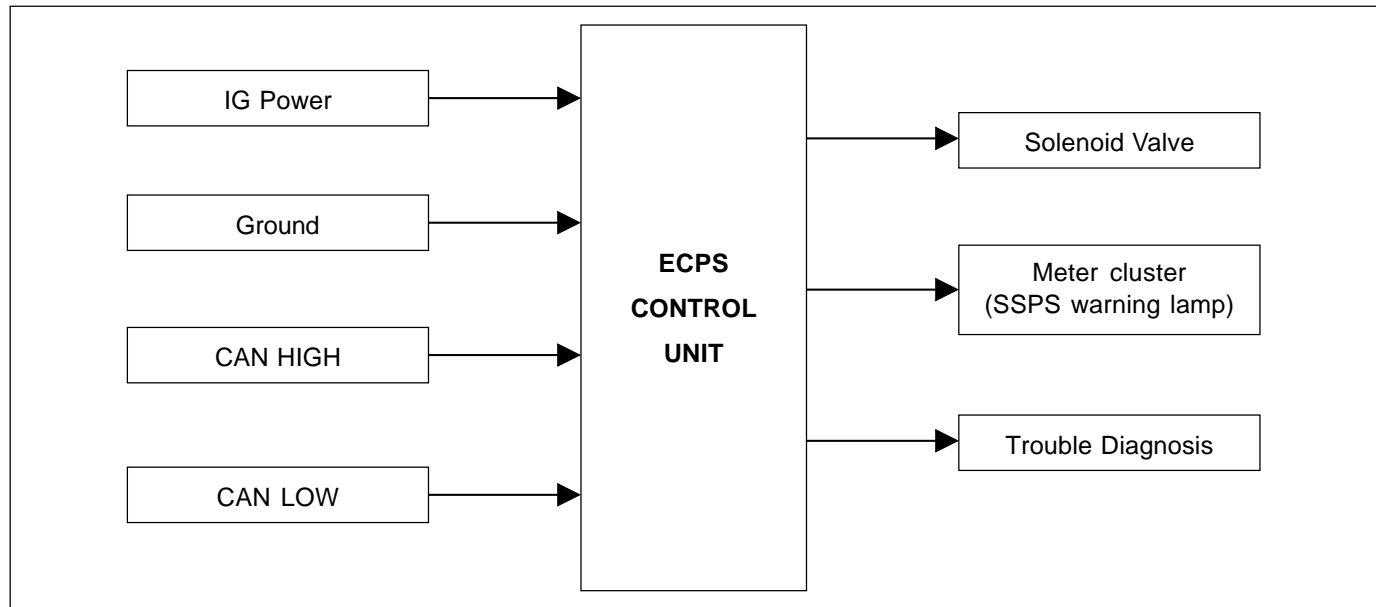 IG Power
Ground
CAN HIGH
CAN LOW
ECPS
CONTROL
UNIT
Solenoid Valve
Meter cluster
(SSPS warning lamp)
Trouble Diagnosis